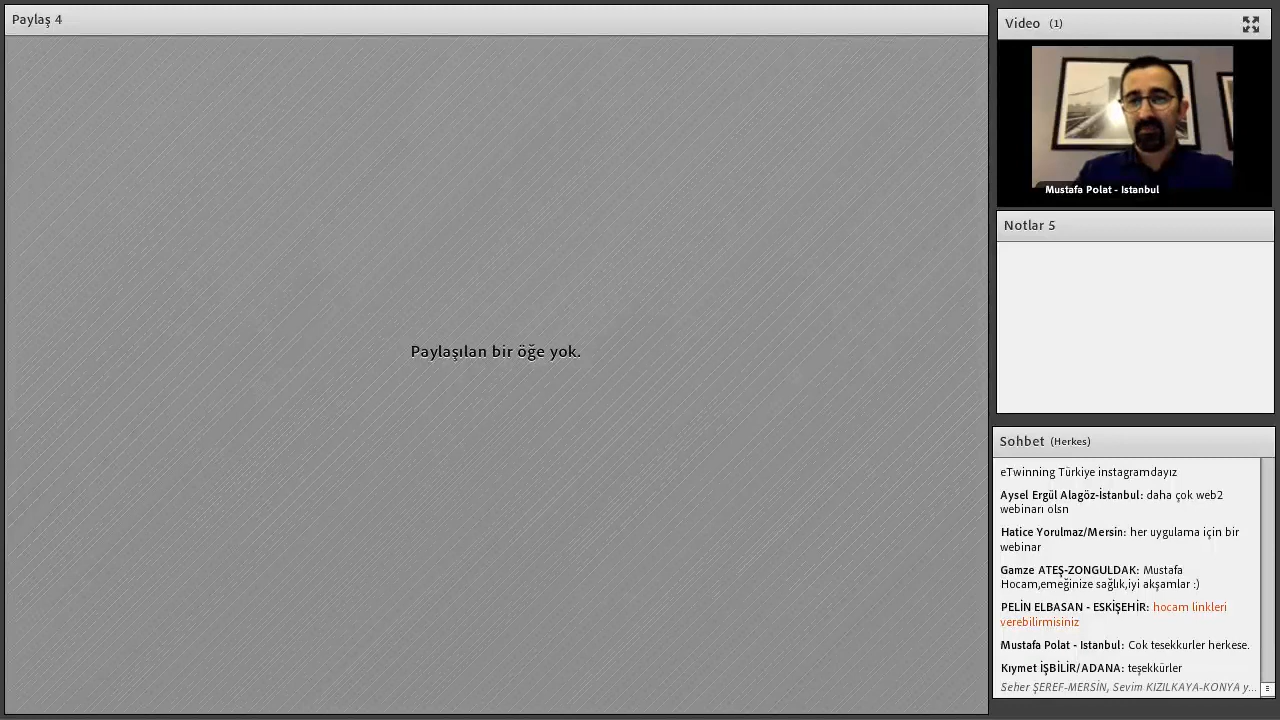 Paylaş 4
Paylaşılan bir öğe yok.
Video (1)
Mustafa Polat - Istanbul
Notlar 5
Sohbet (Herkes)
eTwinning Türkiye instagramdayız
Aysel Ergül Alagöz-İstanbul: daha çok web2
webinarı olsn
Hatice Yorulmaz/Mersin: her uygulama için bir
webinar
Gamze ATEŞ-ZONGULDAK: Mustafa
Hocam,emeğinize sağlık,iyi akşamlar :)
PELİN ELBASAN - ESKİŞEHİR: hocam linkleri
verebilirmisiniz
Mustafa Polat - Istanbul: Cok tesekkurler herkese.
Kıymet İŞBİLİR/ADANA: teşekkürler
Seher ŞEREF-MERSİN, Sevim KIZILKAYA-KONYA y...